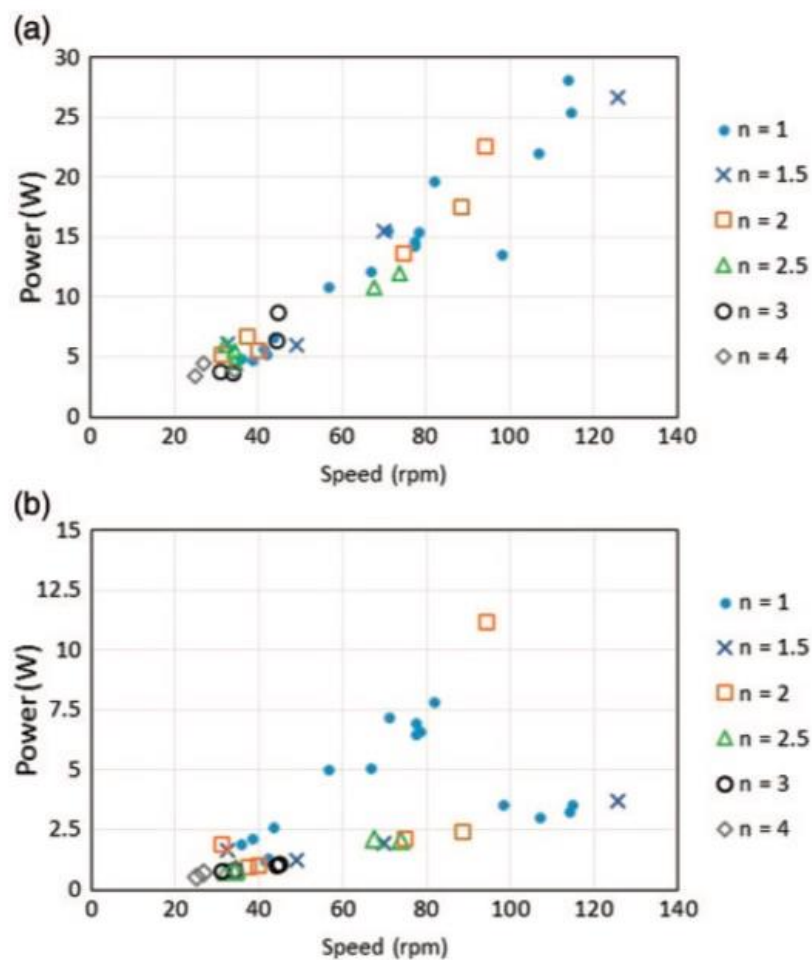 (a)
30
25
20
15
10
5
0
Power (W)
0 20 40 60 80 100 120 140
Speed (rpm)
n = 1
n = 1.5
n = 2
n = 2.5
n = 3
n = 4
(b)
15
12.5
10
7.5
5
2.5
0
Power (W)
0 20 40 60 80 100 120 140
Speed (rpm)
n = 1
n = 1.5
n = 2
n = 2.5
n = 3
n = 4